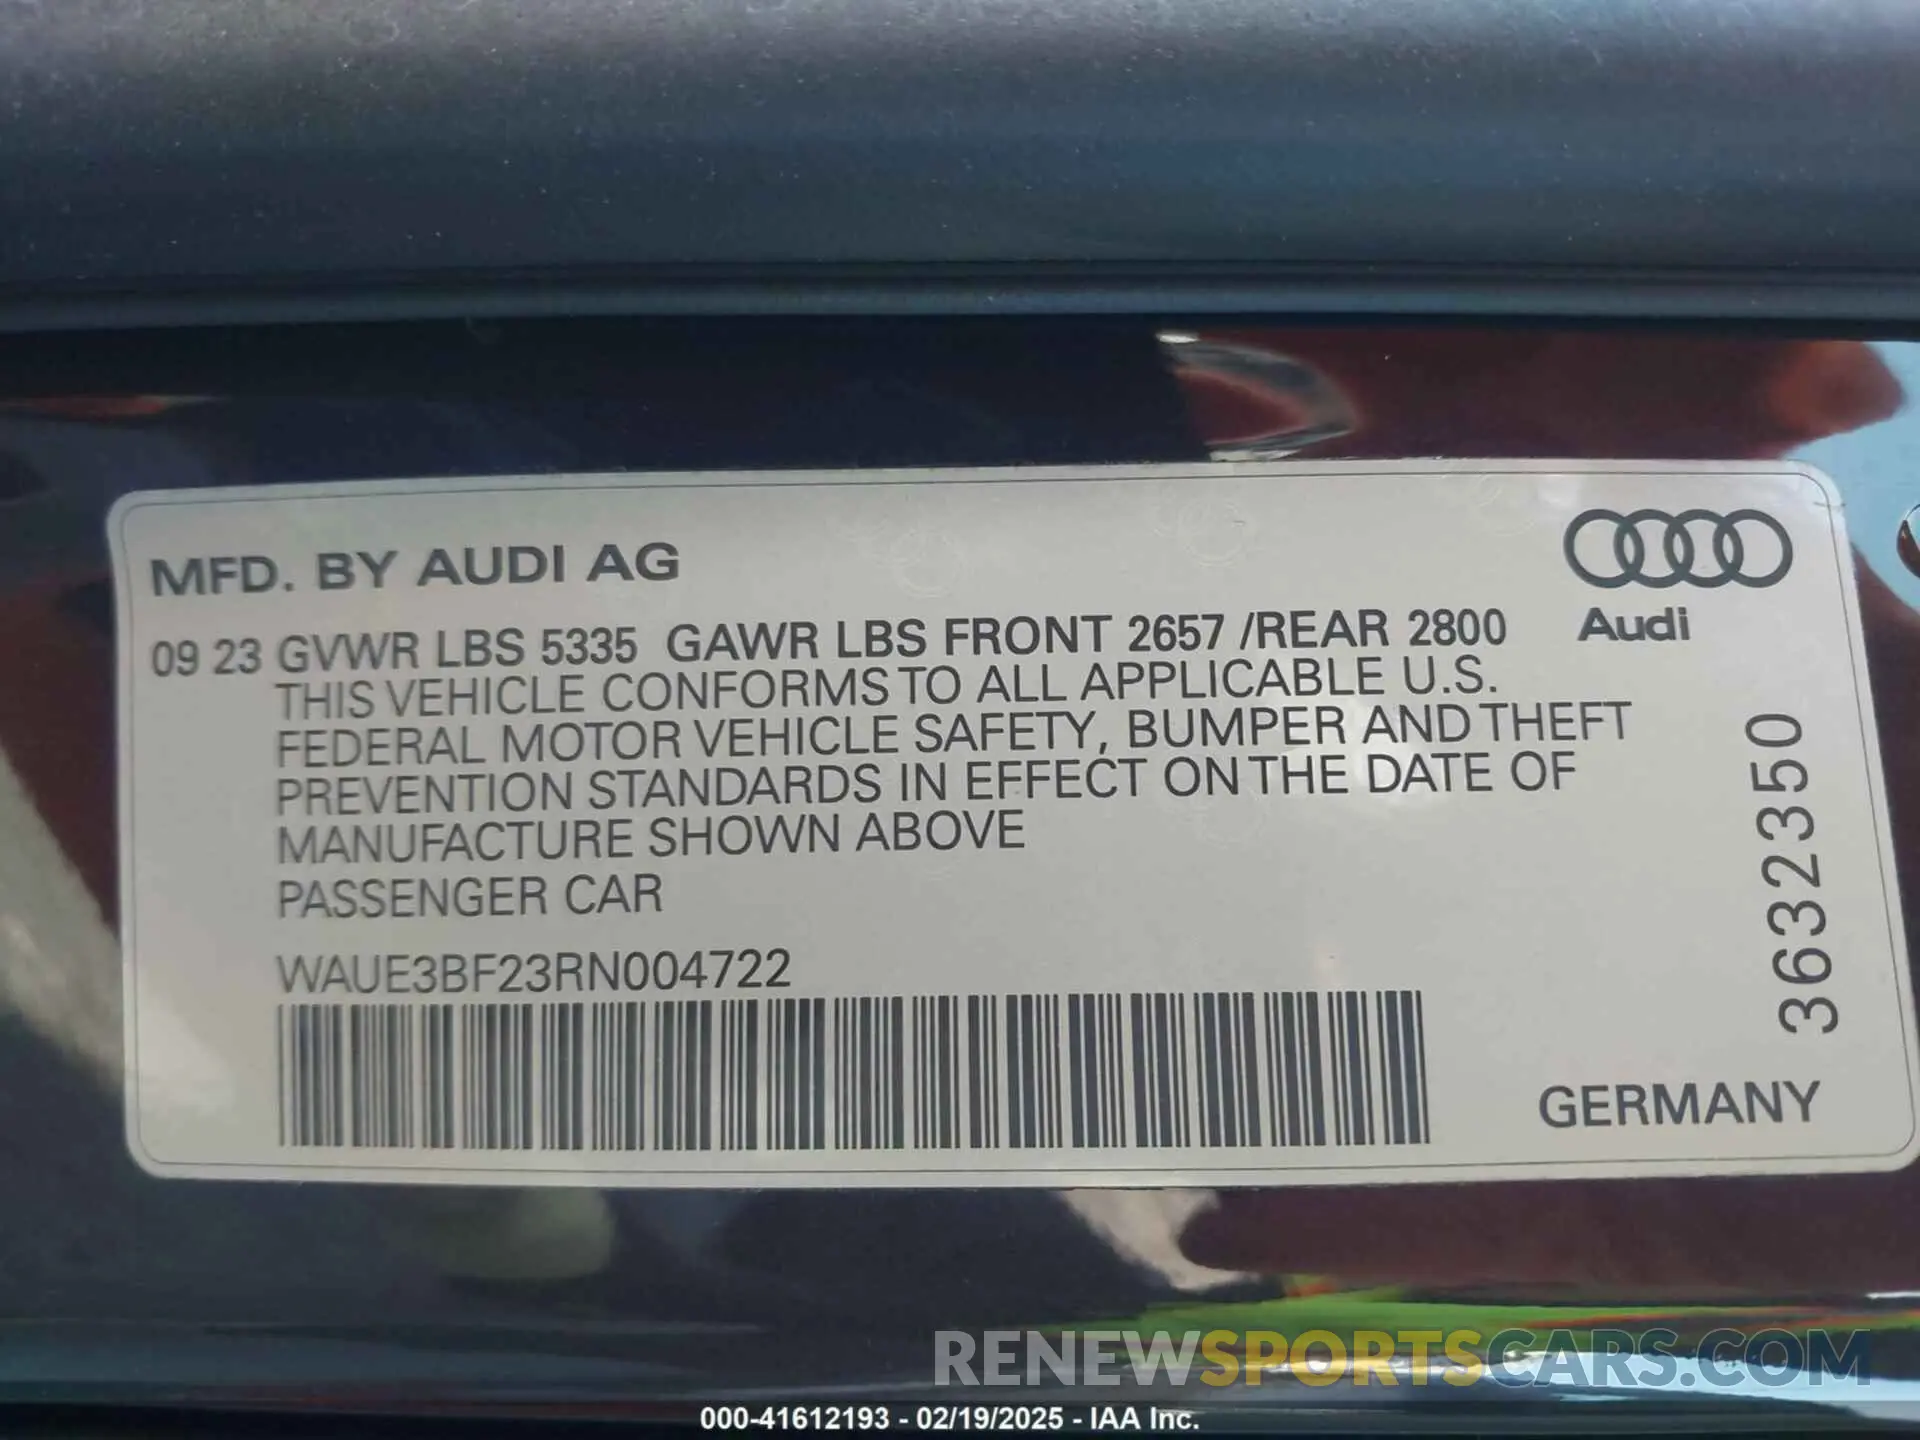 MFD. BY AUDI AG
Audi
09 23 GVWR LBS 5335 GAWR LBS FRONT 2657 /REAR 2800
THIS VEHICLE CONFORMS TO ALL APPLICABLE U.S.
FEDERAL MOTOR VEHICLE SAFETY, BUMPER AND THEFT
PREVENTION STANDARDS IN EFFECT ON THE DATE OF
MANUFACTURE SHOWN ABOVE
PASSENGER CAR
WAUE3BF23RN004722
3632350
GERMANY
RENEWSPORTSCARS.COM
000-41612193 - 02/19/2025 - IAA Inc.